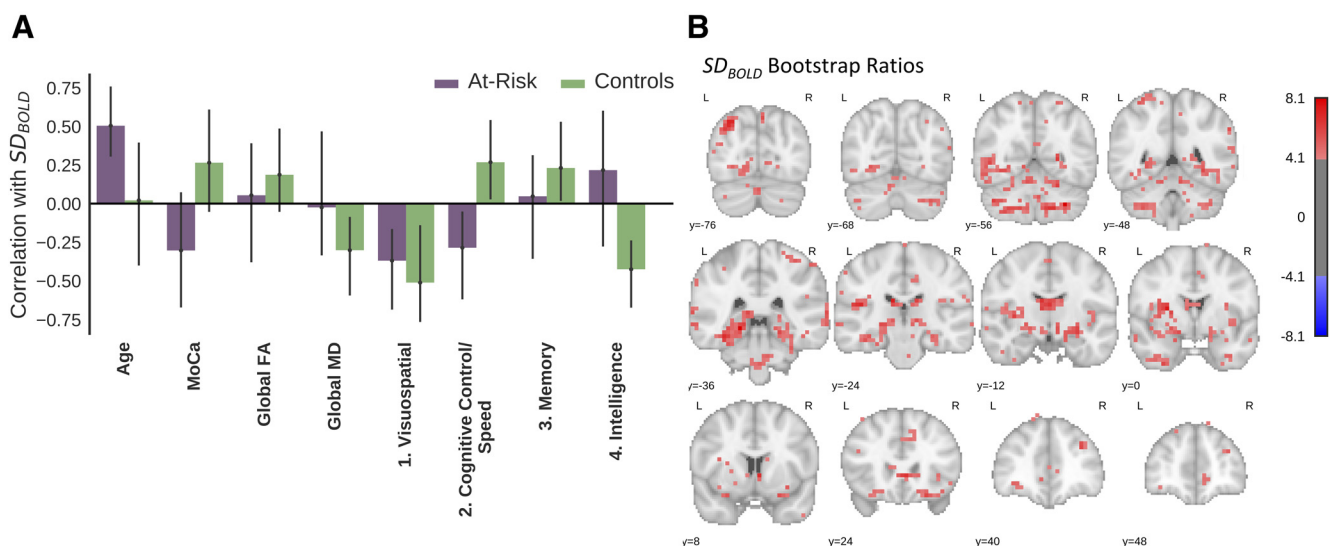 A
Correlation with SD_BOLD
0.75
0.50
0.25
0.00
−0.25
−0.50
−0.75
At-Risk
Controls
Age
MoCa
Global FA
Global MD
1. Visuospatial
2. Cognitive Control/
Speed
3. Memory
4. Intelligence
B
SD_BOLD Bootstrap Ratios
L R L R L R L R
y=-76 y=-68 y=-56 y=-48
L R L R L R L R
y=-36 y=-24 y=-12 y=0
L R L R L R L R
y=8 y=24 y=40 y=48
8.1
4.1
0
-4.1
-8.1